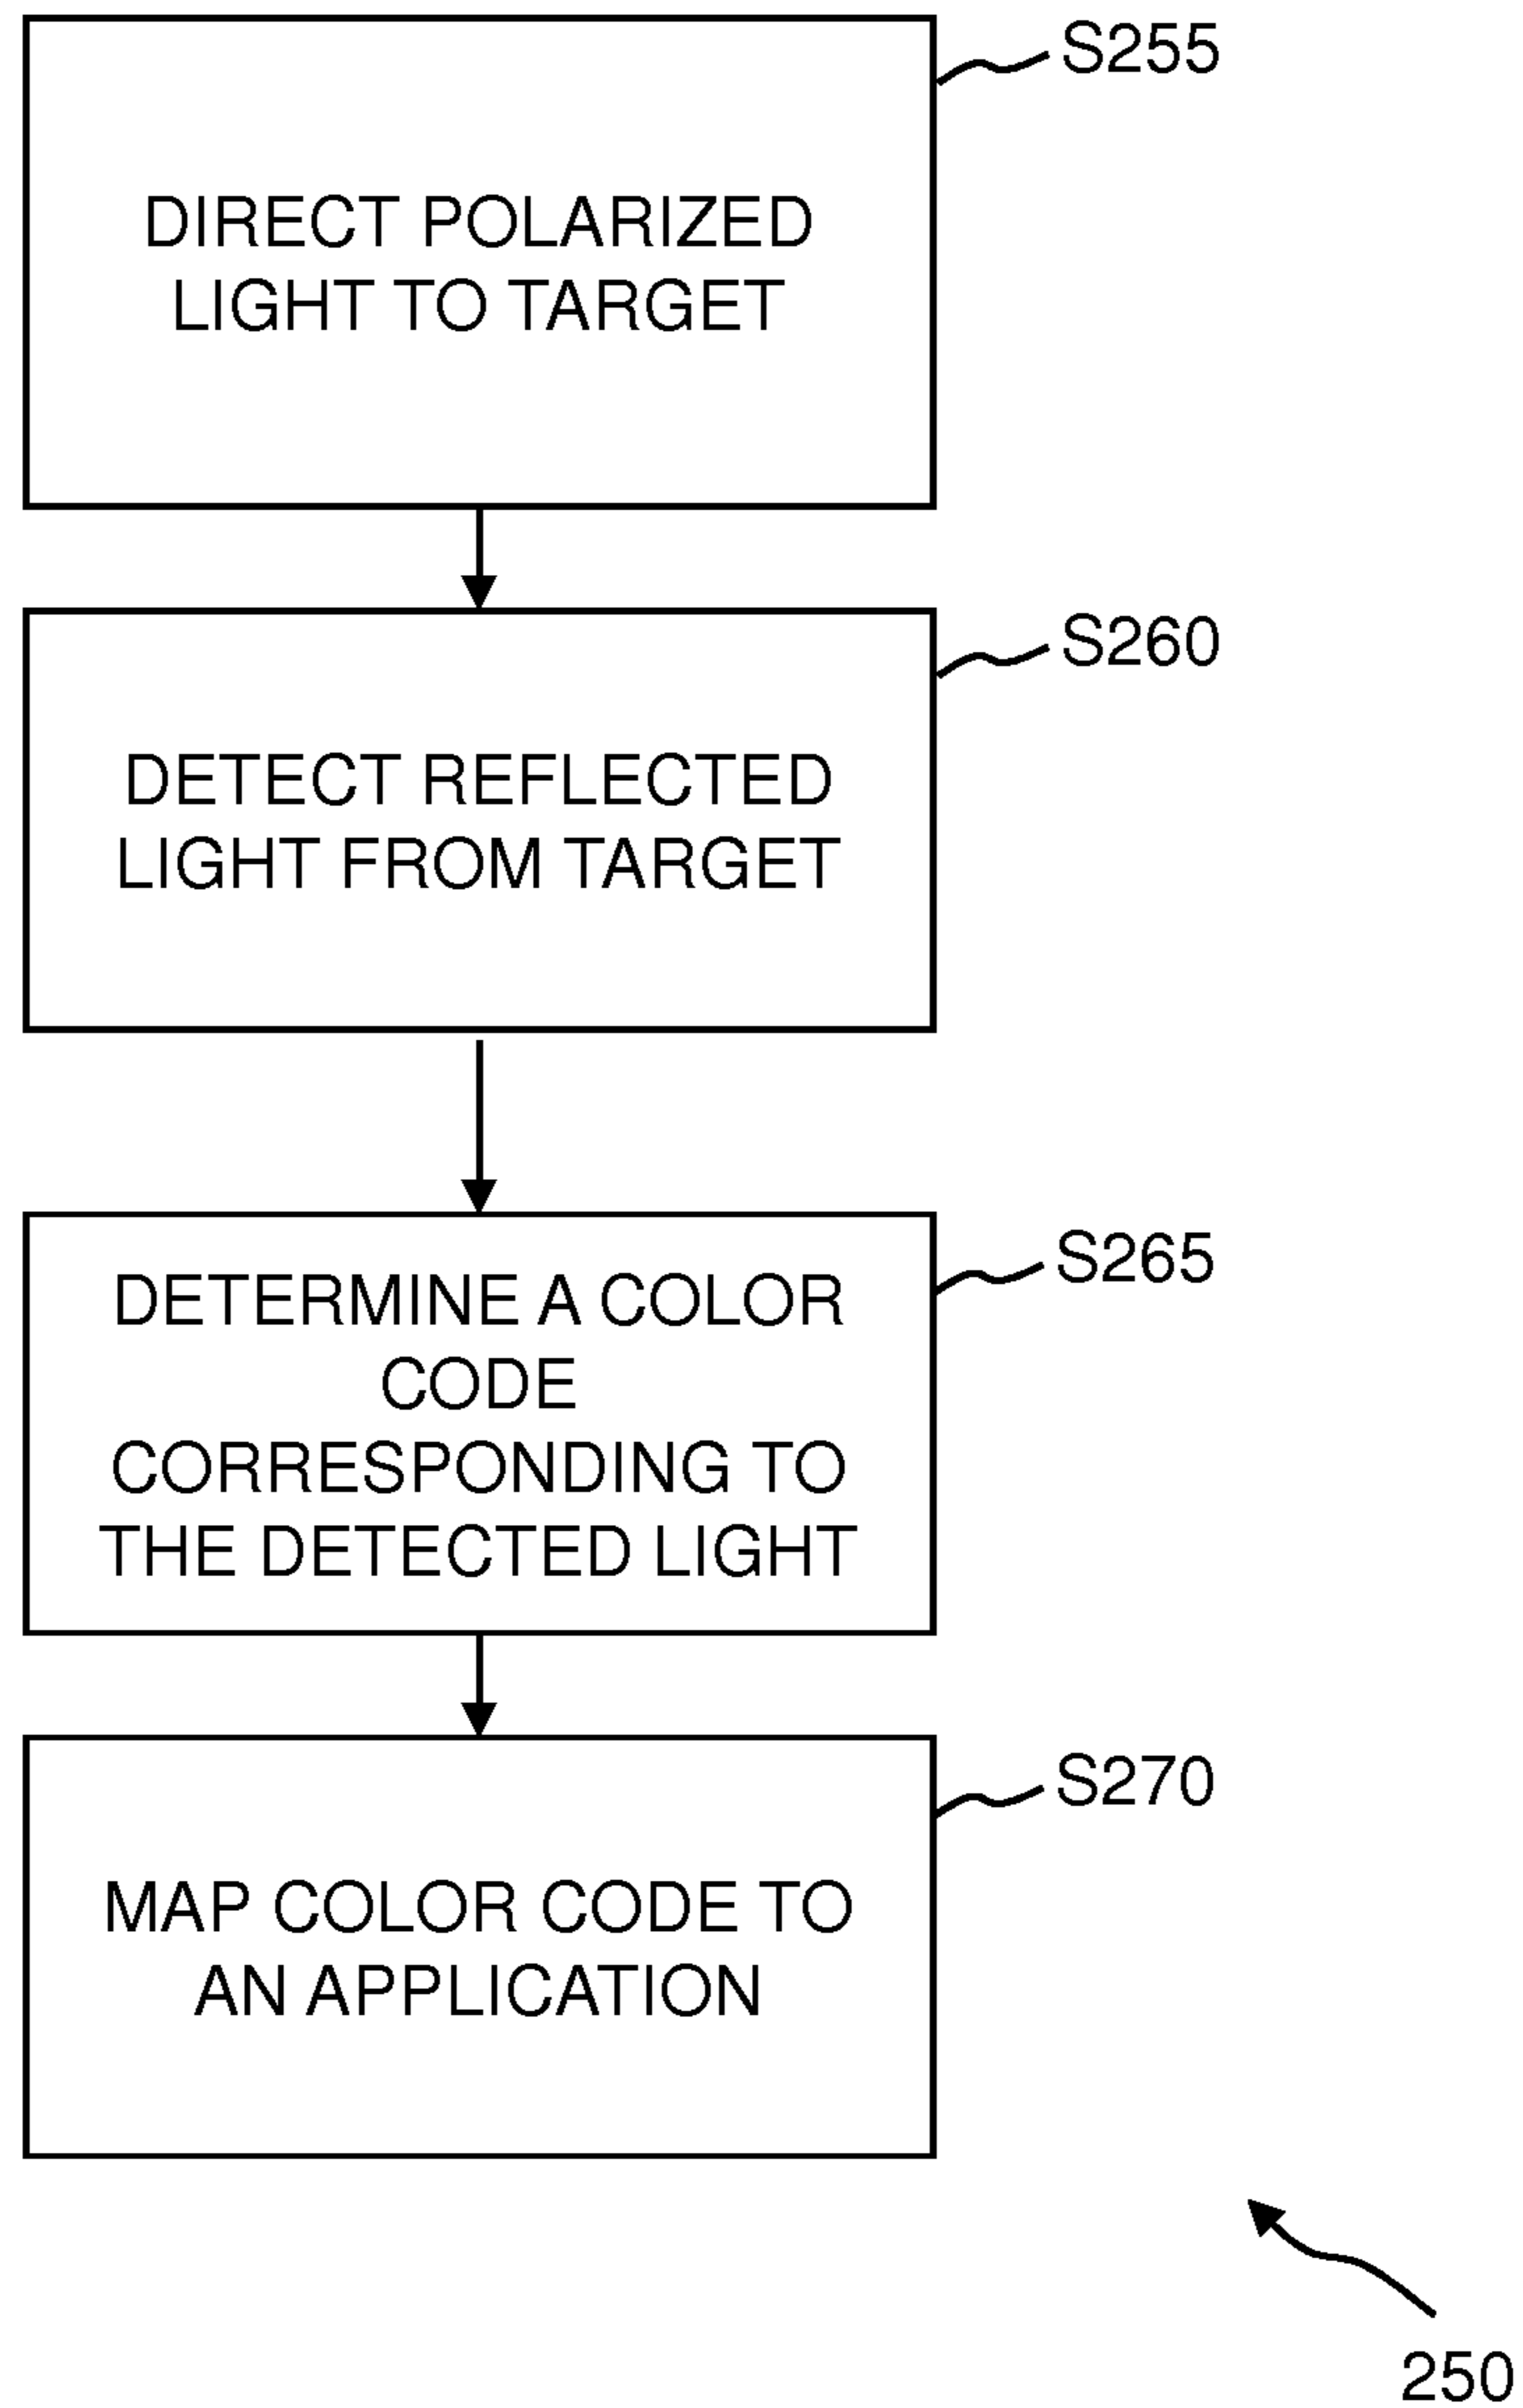 S255
DIRECT POLARIZED
LIGHT TO TARGET
S260
DETECT REFLECTED
LIGHT FROM TARGET
S265
DETERMINE A COLOR
CODE
CORRESPONDING TO
THE DETECTED LIGHT
S270
MAP COLOR CODE TO
AN APPLICATION
250